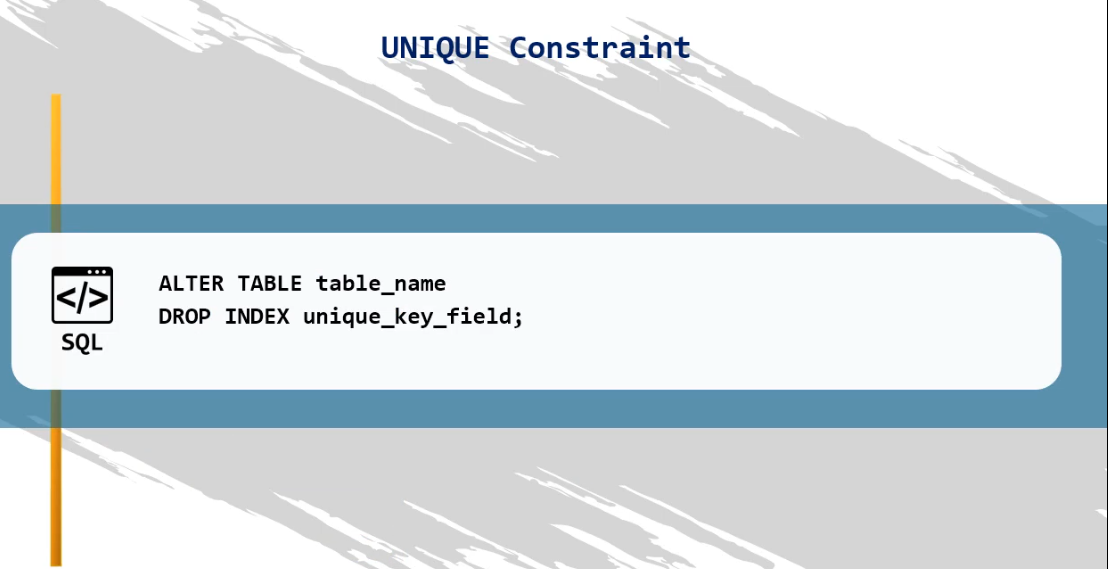 UNIQUE Constraint
ALTER TABLE table_name
DROP INDEX unique_key_field;
</>
SQL